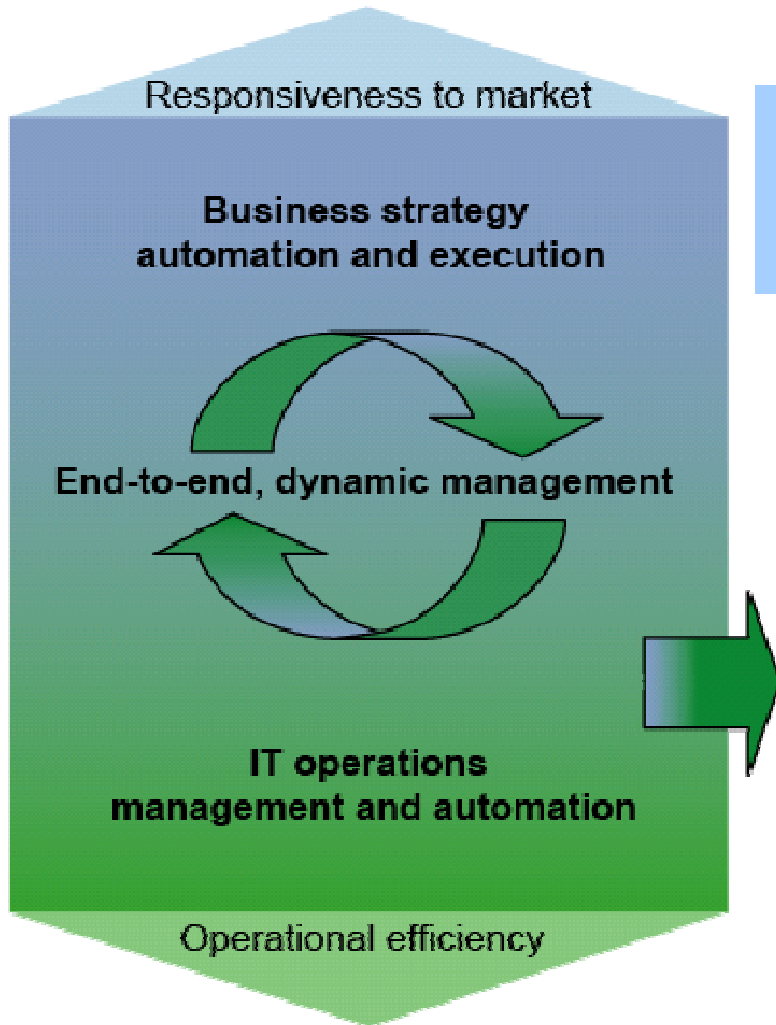 Responsiveness to market
Business strategy
automation and execution
End-to-end, dynamic management
IT operations
management and automation
Operational efficiency